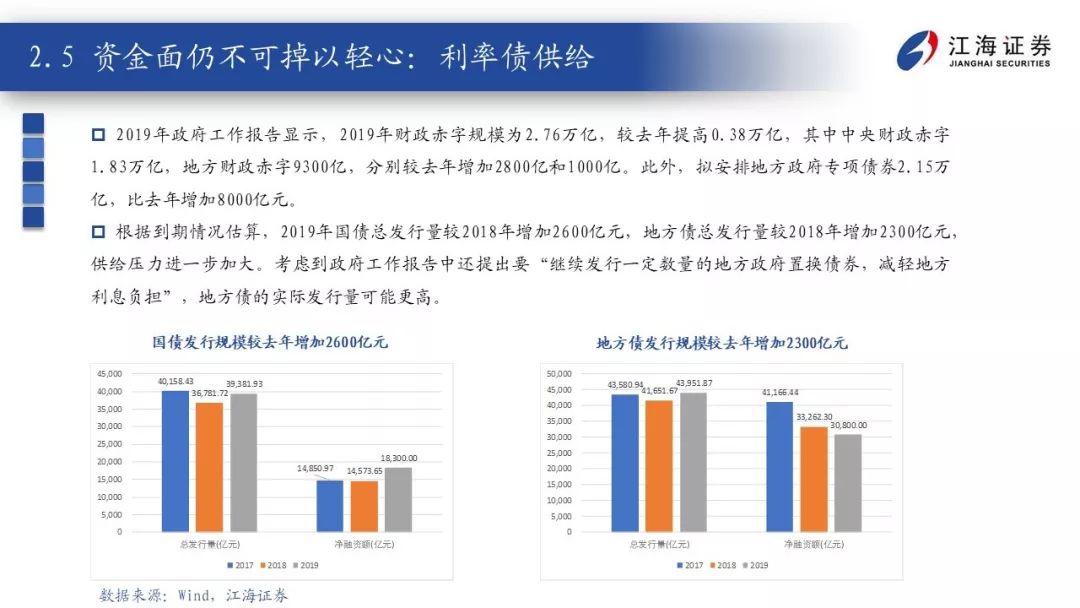 2.5 资金面仍不可掉以轻心：利率债供给
江海证券
JIANGHAI SECURITIES
2019年政府工作报告显示，2019年财政赤字规模为2.76万亿，较去年提高0.38万亿，其中中央财政赤字
1.83万亿，地方财政赤字9300亿，分别较去年增加2800亿和1000亿。此外，拟安排地方政府专项债券2.15万
亿，比去年增加8000亿元。
根据到期情况估算，2019年国债总发行量较2018年增加2600亿元，地方债总发行量较2018年增加2300亿元，
供给压力进一步加大。考虑到政府工作报告中还提出要“继续发行一定数量的地方政府置换债券，减轻地方
利息负担”，地方债的实际发行量可能更高。
国债发行规模较去年增加2600亿元
45,000
40,000
35,000
30,000
25,000
20,000
15,000
10,000
5,000
0
40,158.43
36,781.72
39,381.93
14,850.97
14,573.65
18,300.00
总发行量(亿元)
净融资额(亿元)
2017 2018 2019
地方债发行规模较去年增加2300亿元
50,000
45,000
40,000
35,000
30,000
25,000
20,000
15,000
10,000
5,000
0
43,580.94
41,651.67
43,951.87
41,166.44
33,262.30
30,800.00
总发行量(亿元)
净融资额(亿元)
2017 2018 2019
数据来源：Wind，江海证券